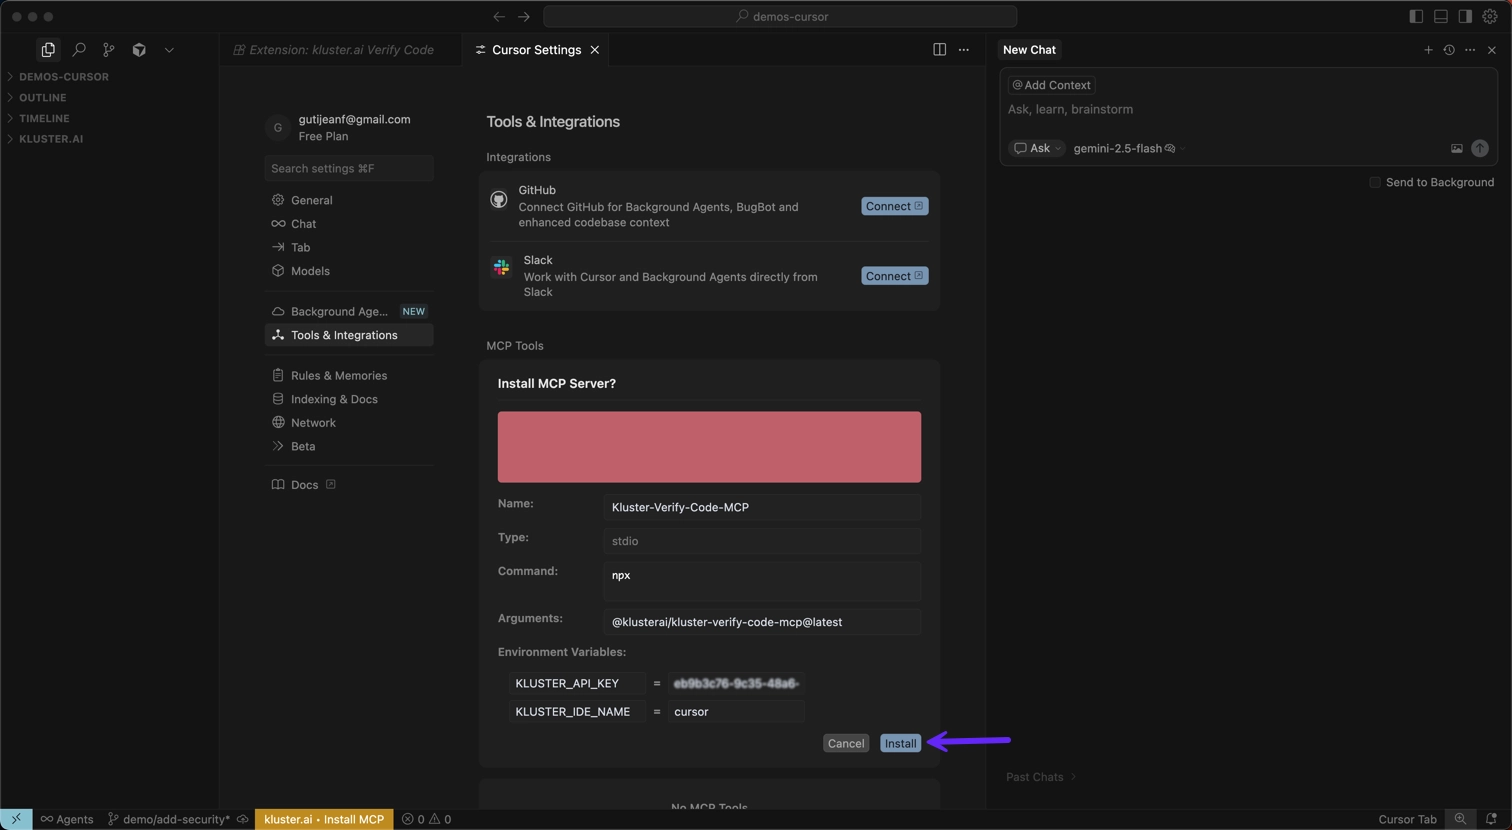 demos-cursor
Extension: kluster.ai Verify Code
Cursor Settings
New Chat
DEMOS-CURSOR
OUTLINE
TIMELINE
KLUSTER.AI
G
gutijeanf@gmail.com
Free Plan
Search settings ⌘F
General
Chat
Tab
Models
Background Age...
NEW
Tools & Integrations
Rules & Memories
Indexing & Docs
Network
Beta
Docs
Tools & Integrations
Integrations
GitHub
Connect GitHub for Background Agents, BugBot and
enhanced codebase context
Connect
Slack
Work with Cursor and Background Agents directly from
Slack
Connect
MCP Tools
Install MCP Server?
Name:
Kluster-Verify-Code-MCP
Type:
stdio
Command:
npx
Arguments:
@klusterai/kluster-verify-code-mcp@latest
Environment Variables:
KLUSTER_API_KEY =
KLUSTER_IDE_NAME = cursor
Cancel
Install
No MCP Tools
@ Add Context
Ask, learn, brainstorm
Ask
gemini-2.5-flash
Send to Background
Past Chats
Agents
demo/add-security*
kluster.ai • Install MCP
0
0
Cursor Tab